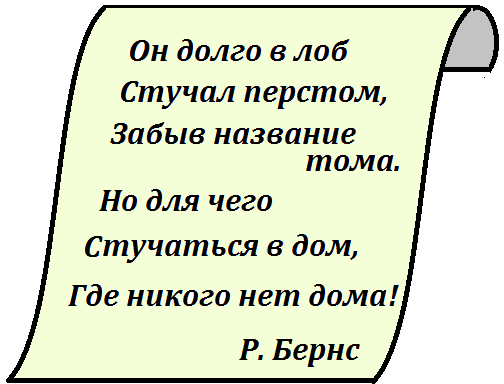 Он долго в лоб
Стучал перстом,
Забыв название
тома.
Но для чего
Стучаться в дом,
Где никого нет дома!
Р. Бернс